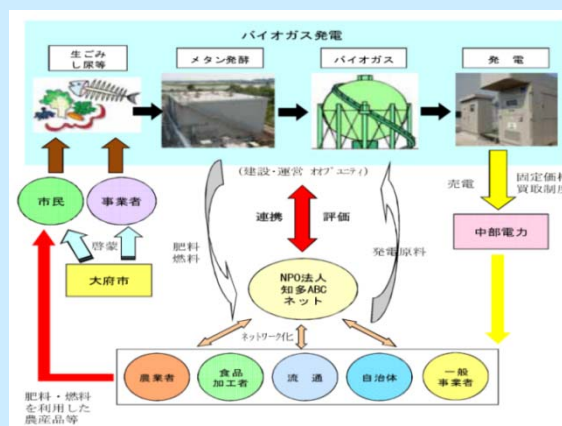 バイオガス発電
生ごみ
し尿等
メタン発酵
バイオガス
発 電
(建設・運営 オオブユニティ)
市民
事業者
連携
評価
売電
固定価格
買取制度
中部電力
啓蒙
大府市
肥料
燃料
発電原料
NPO法人
知多ABC
ネット
ネットワーク化
農業者
食品
加工者
流 通
自治体
一般
事業者
肥料・燃料
を利用した
農産品等